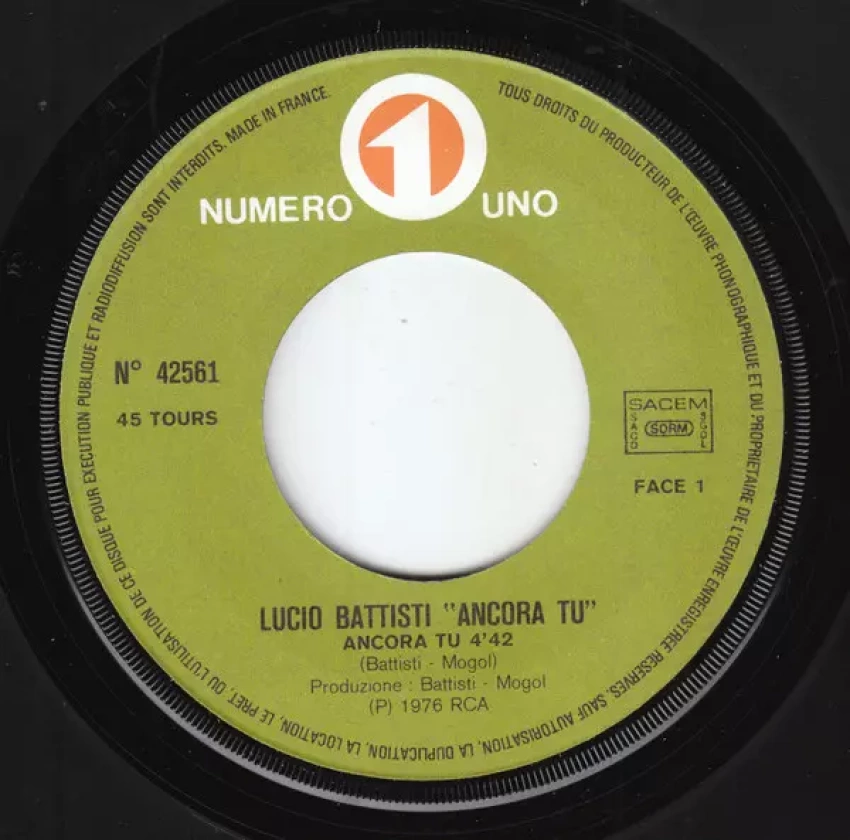 TOUS DROITS DU PRODUCTEUR DE L'ŒUVRE PHONOGRAPHIQUE ET DU PROPRIETAIRE DE L'ŒUVRE ENREGISTREE RESERVES. SAUF AUTORISATION, LA DUPLICATION, LA LOCATION, LE PRET, OU L'UTILISATION DE CE DISQUE POUR EXECUTION PUBLIQUE ET RADIODIFFUSION SONT INTERDITS. MADE IN FRANCE.
1
NUMERO UNO
N° 42561
45 TOURS
SACEM
SACD
SDRM
SGDL
FACE 1
LUCIO BATTISTI "ANCORA TU"
ANCORA TU 4'42
(Battisti - Mogol)
Produzione : Battisti - Mogol
(P) 1976 RCA